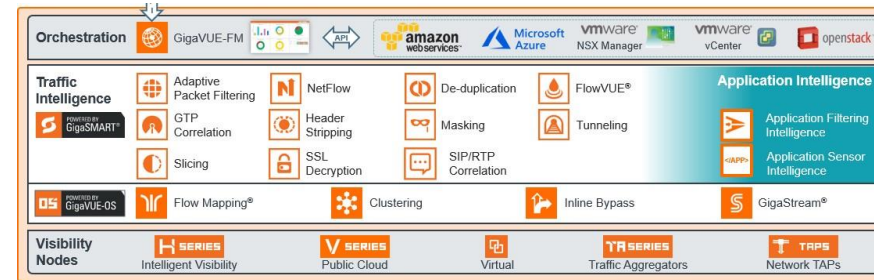 Orchestration
GigaVUE-FM
API
amazon
webservices
Microsoft
Azure
vmware
NSX Manager
vmware
vCenter
openstack
Traffic
Intelligence
POWERED BY
GigaSMART®
Adaptive
Packet Filtering
NetFlow
De-duplication
FlowVUE®
GTP
Correlation
Header
Stripping
Masking
Tunneling
Slicing
SSL
Decryption
SIP/RTP
Correlation
Application Intelligence
Application Filtering
Intelligence
</APP>
Application Sensor
Intelligence
OS
POWERED BY
GigaVUE-OS
Flow Mapping®
Clustering
Inline Bypass
GigaStream®
Visibility
Nodes
H SERIES
Intelligent Visibility
V SERIES
Public Cloud
Virtual
TA SERIES
Traffic Aggregators
TAPS
Network TAPs